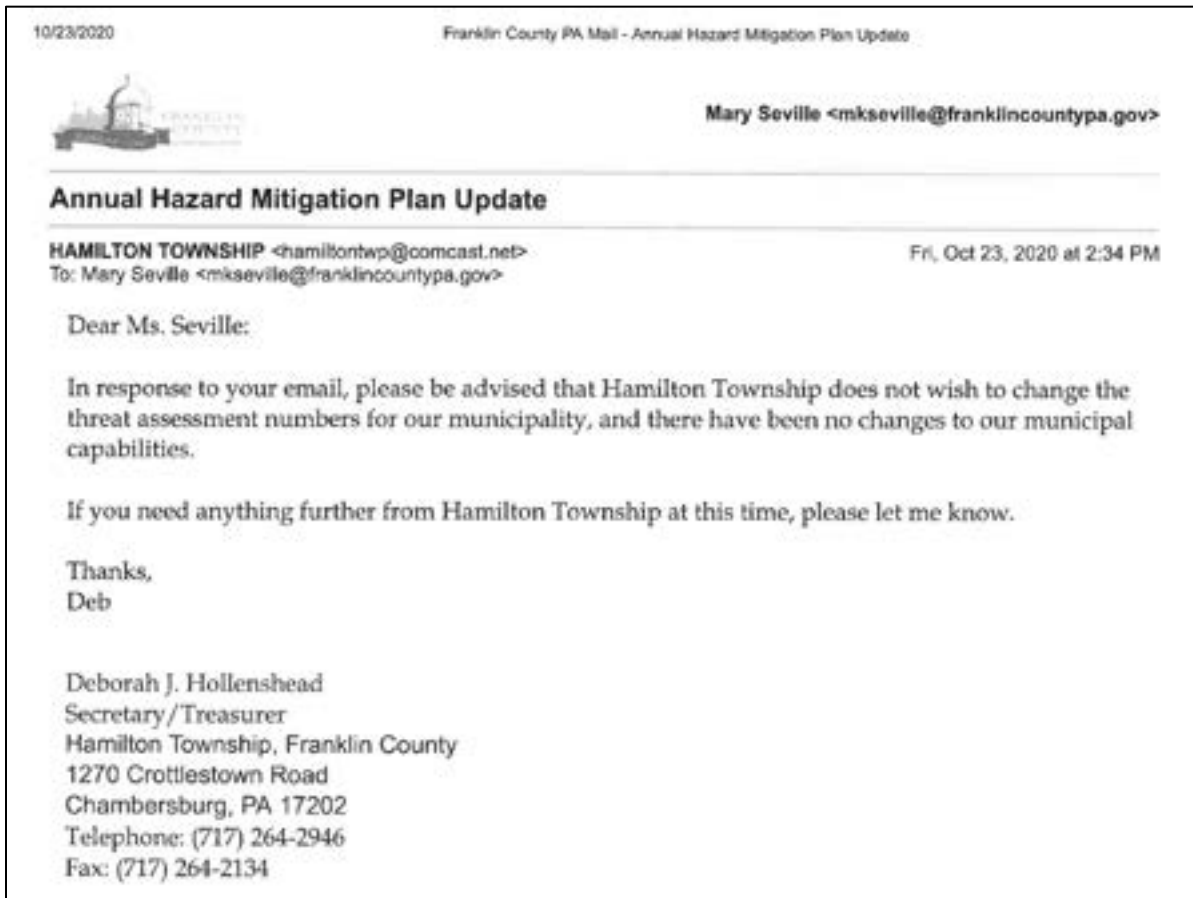 10/23/2020
Franklin County PA Mail - Annual Hazard Mitigation Plan Update
FRANKLIN
COUNTY
Mary Seville <mkseville@franklincountypa.gov>
Annual Hazard Mitigation Plan Update
HAMILTON TOWNSHIP <hamiltontwp@comcast.net>
Fri, Oct 23, 2020 at 2:34 PM
To: Mary Seville <mkseville@franklincountypa.gov>
Dear Ms. Seville:
In response to your email, please be advised that Hamilton Township does not wish to change the
threat assessment numbers for our municipality, and there have been no changes to our municipal
capabilities.
If you need anything further from Hamilton Township at this time, please let me know.
Thanks,
Deb
Deborah J. Hollenshead
Secretary/Treasurer
Hamilton Township, Franklin County
1270 Crottlestown Road
Chambersburg, PA 17202
Telephone: (717) 264-2946
Fax: (717) 264-2134